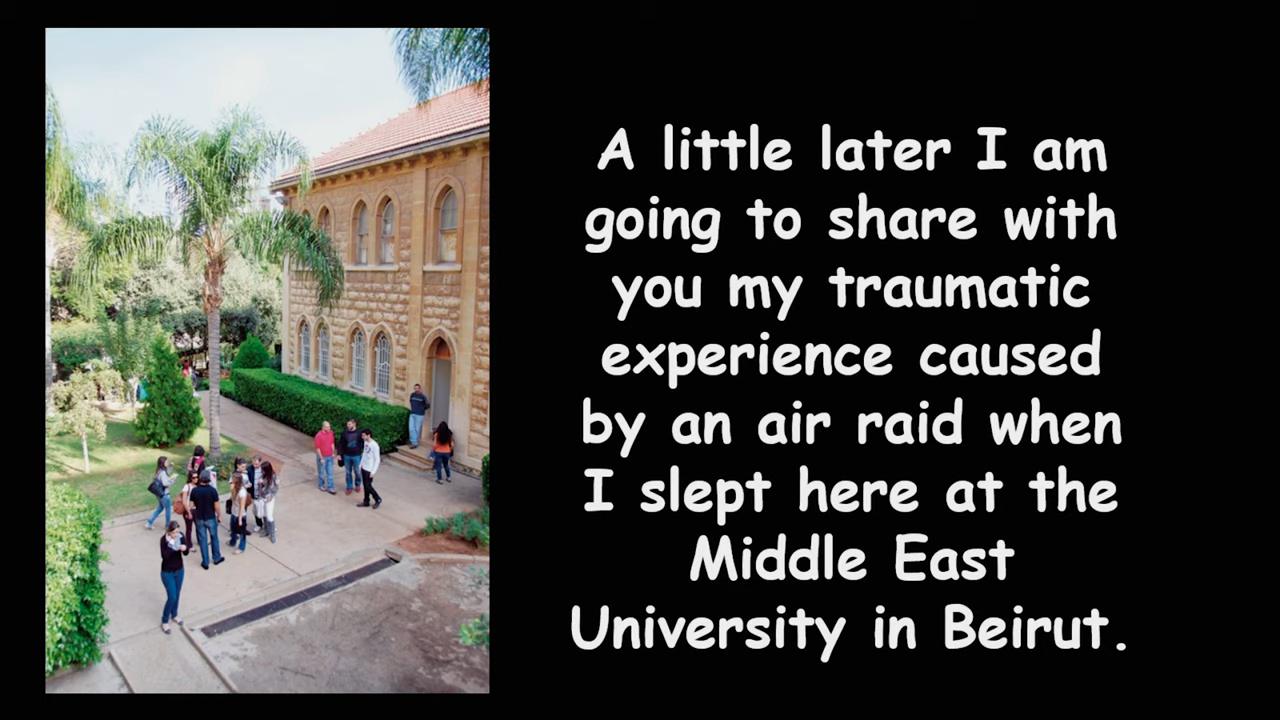 A little later I am
going to share with
you my traumatic
experience caused
by an air raid when
I slept here at the
Middle East
University in Beirut.